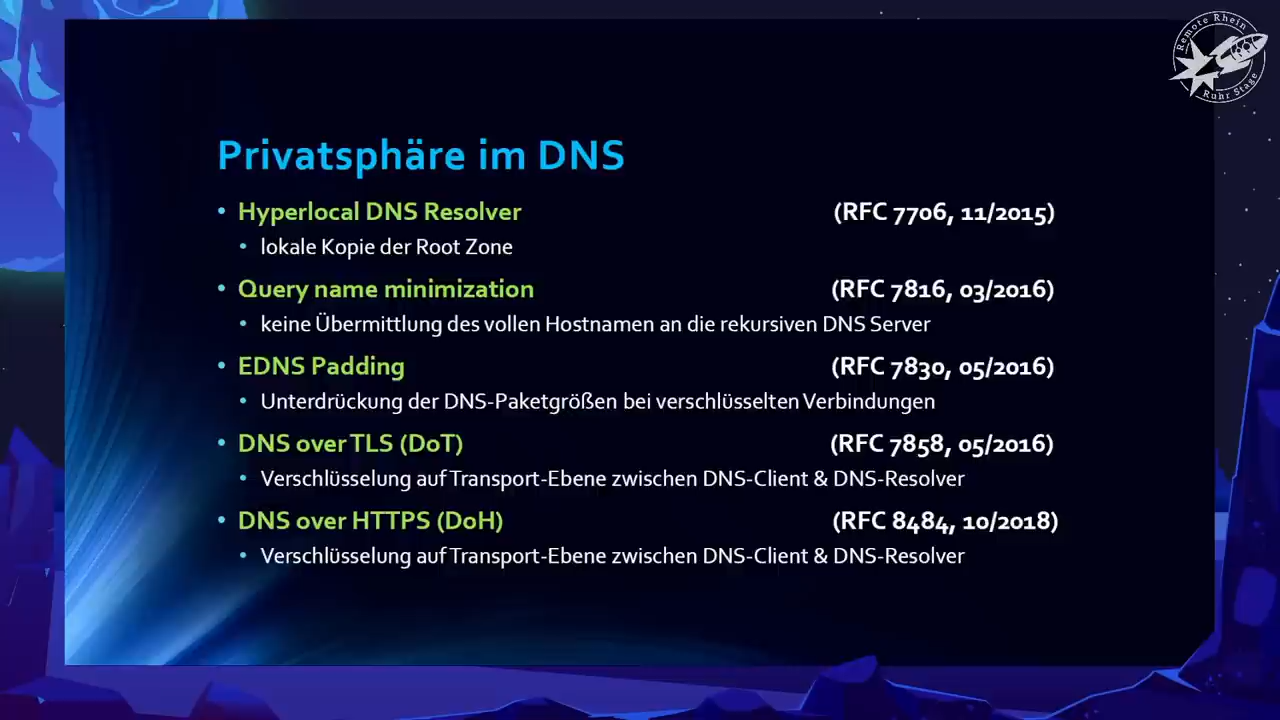 Remote Rhein
Ruhr Stage
Privatsphäre im DNS
• Hyperlocal DNS Resolver (RFC 7706, 11/2015)
• lokale Kopie der Root Zone
• Query name minimization (RFC 7816, 03/2016)
• keine Übermittlung des vollen Hostnamen an die rekursiven DNS Server
• EDNS Padding (RFC 7830, 05/2016)
• Unterdrückung der DNS-Paketgrößen bei verschlüsselten Verbindungen
• DNS over TLS (DoT) (RFC 7858, 05/2016)
• Verschlüsselung auf Transport-Ebene zwischen DNS-Client & DNS-Resolver
• DNS over HTTPS (DoH) (RFC 8484, 10/2018)
• Verschlüsselung auf Transport-Ebene zwischen DNS-Client & DNS-Resolver